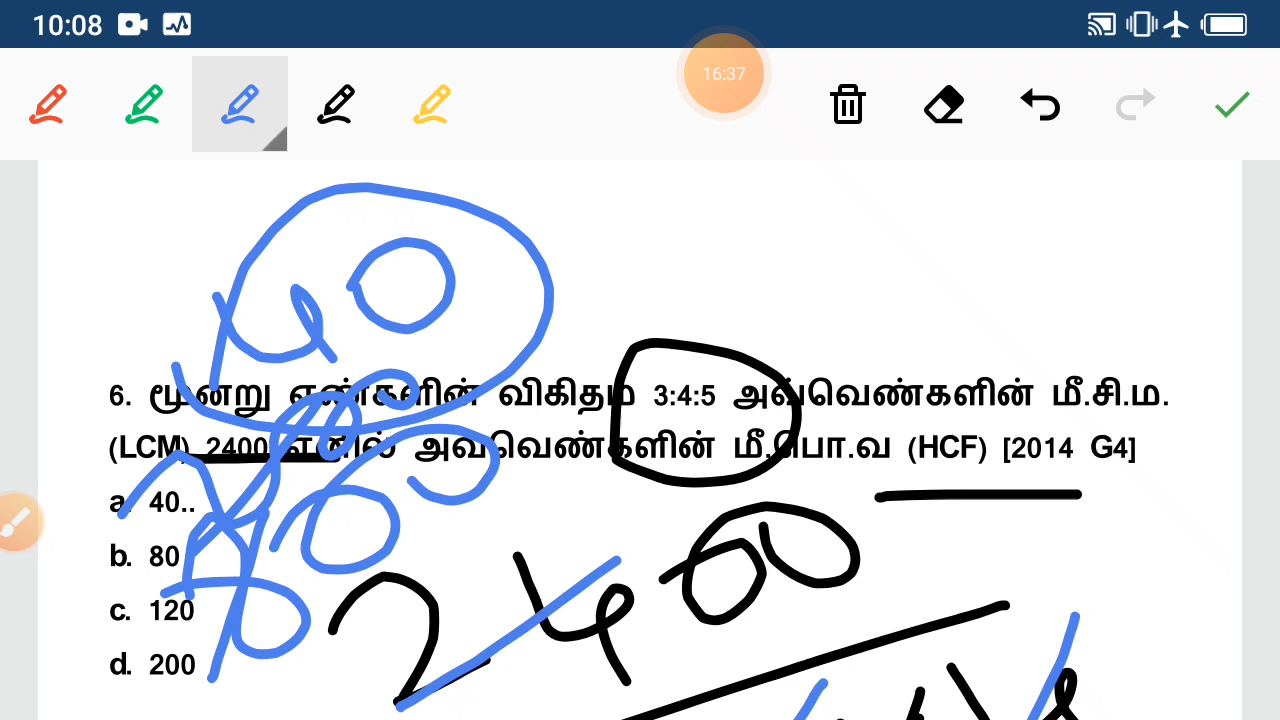 10:08
16:37
40
6. மூன்று எண்களின் விகிதம் 3:4:5 அவ்வெண்களின் மீ.சி.ம.
(LCM) 2400 எனில் அவ்வெண்களின் மீ.பொ.வ (HCF) [2014 G4]
a. 40..
b. 80
c. 120
d. 200
2400